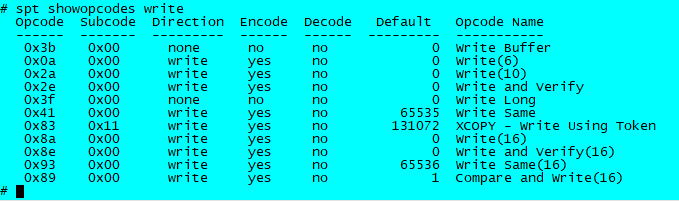 # spt showopcodes write
Opcode Subcode Direction Encode Decode Default Opcode Name
------ ------- --------- ------ ------ ------- -----------
0x3b 0x00 none no no 0 Write Buffer
0x0a 0x00 write yes no 0 Write(6)
0x2a 0x00 write yes no 0 Write(10)
0x2e 0x00 write yes no 0 Write and Verify
0x3f 0x00 none no no 0 Write Long
0x41 0x00 write yes no 65535 Write Same
0x83 0x11 write yes no 131072 XCOPY - Write Using Token
0x8a 0x00 write yes no 0 Write(16)
0x8e 0x00 write yes no 0 Write and Verify(16)
0x93 0x00 write yes no 65536 Write Same(16)
0x89 0x00 write yes no 1 Compare and Write(16)
#